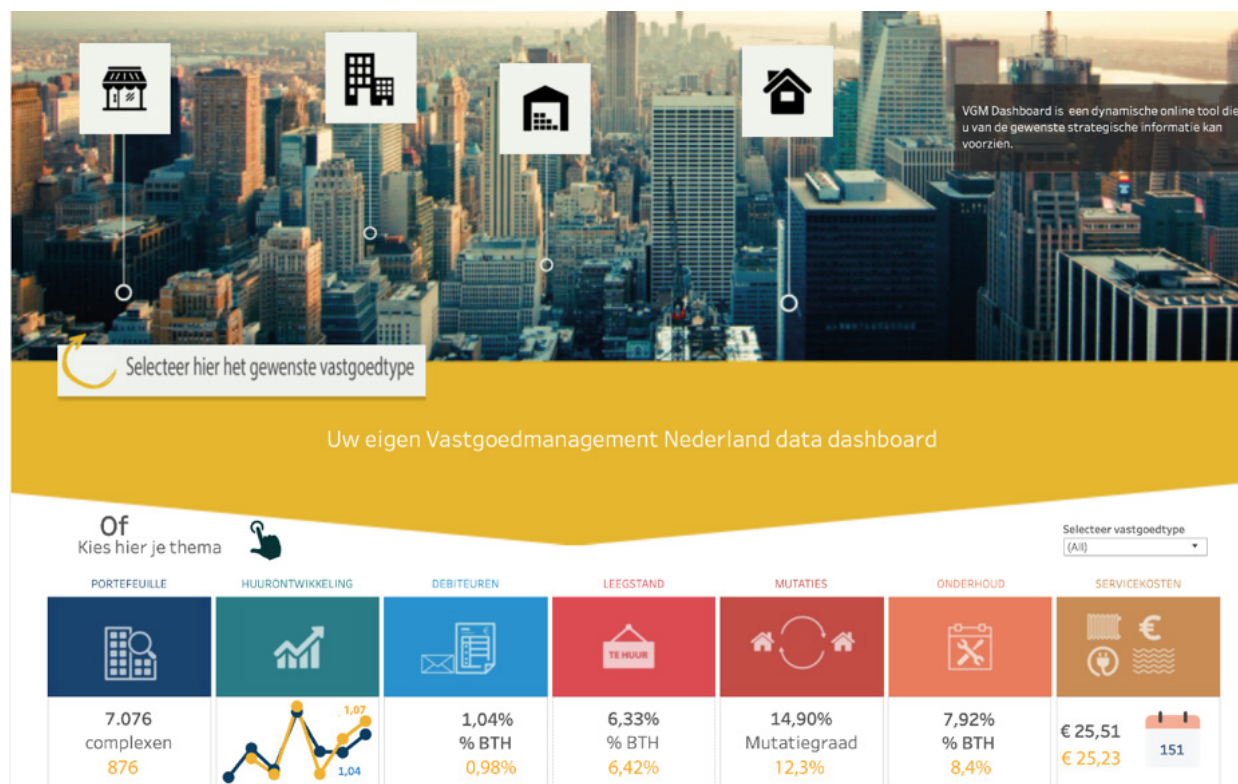 VGM Dashboard is een dynamische online tool die
u van de gewenste strategische informatie kan
voorzien.
Selecteer hier het gewenste vastgoedtype
Uw eigen Vastgoedmanagement Nederland data dashboard
Of
Kies hier je thema
Selecteer vastgoedtype
(All)
PORTEFEUILLE
HUURONTWIKKELING
DEBITEUREN
LEEGSTAND
MUTATIES
ONDERHOUD
SERVICEKOSTEN
TE HUUR
€
7.076
complexen
876
1,07
1,04
1,04%
% BTH
0,98%
6,33%
% BTH
6,42%
14,90%
Mutatiegraad
12,3%
7,92%
% BTH
8,4%
€ 25,51
€ 25,23
151